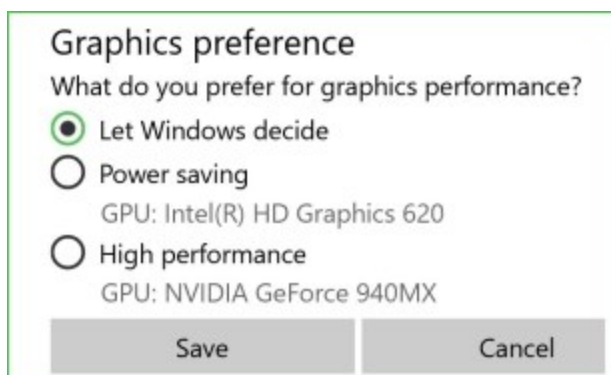 Graphics preference
What do you prefer for graphics performance?
Let Windows decide
Power saving
GPU: Intel(R) HD Graphics 620
High performance
GPU: NVIDIA GeForce 940MX
Save Cancel